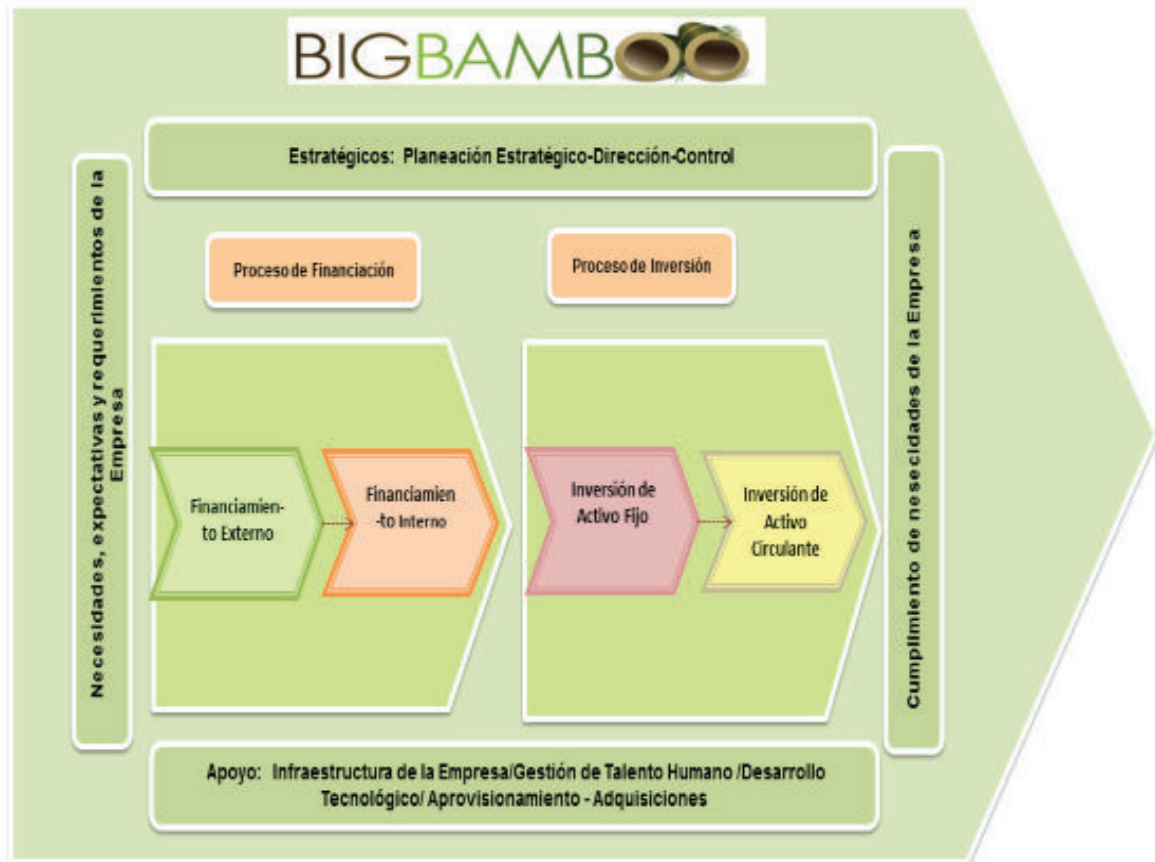 BIGBAMBOO
Estratégicos: Planeación Estratégico-Dirección-Control
Necesidades, expectativas y requerimientos de la
Empresa
Proceso de Financiación
Proceso de Inversión
Financiamien-
to Externo
Financiamien
-to Interno
Inversión de
Activo Fijo
Inversión de
Activo
Circulante
Cumplimiento de nesecidades de la Empresa
Apoyo: Infraestructura de la Empresa/Gestión de Talento Humano /Desarrollo
Tecnológico/ Aprovisionamiento - Adquisiciones